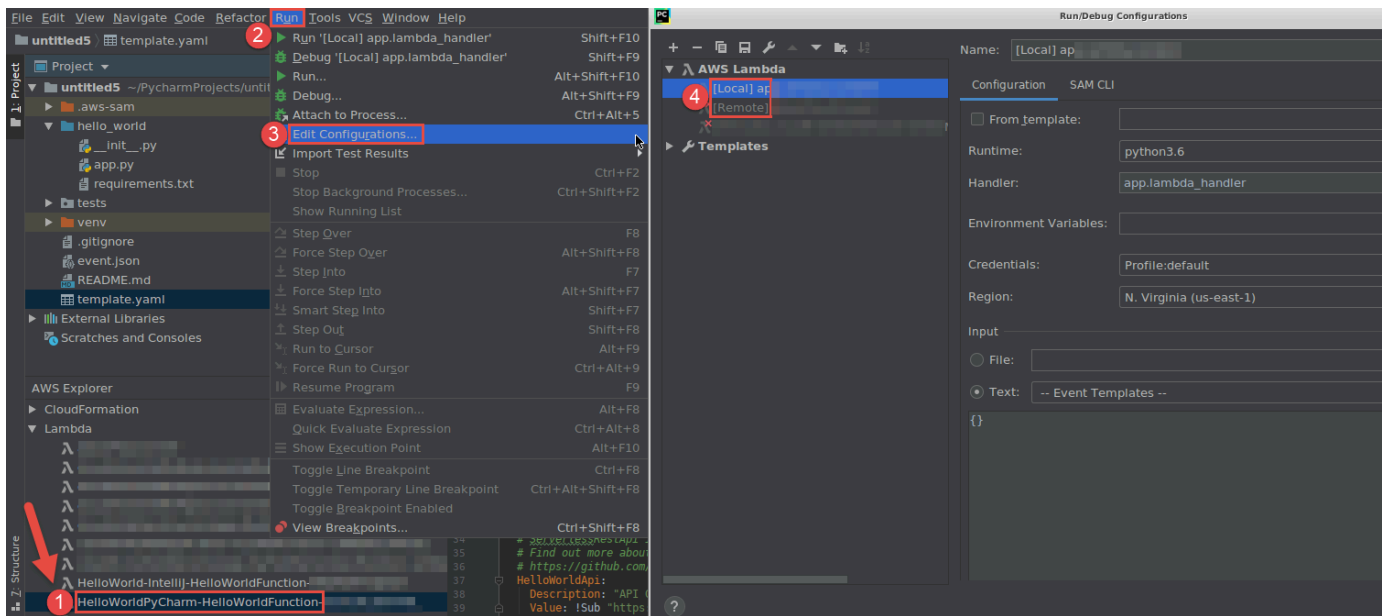 File Edit View Navigate Code Refactor Run Tools VCS Window Help
untitled5 template.yaml
1: Project
Project
untitled5 ~/PycharmProjects/untit
.aws-sam
hello_world
__init__.py
app.py
requirements.txt
tests
venv
.gitignore
event.json
README.md
template.yaml
External Libraries
Scratches and Consoles
AWS Explorer
CloudFormation
Lambda
HelloWorld-Intellij-HelloWorldFunction-
1
HelloWorldPyCharm-HelloWorldFunction-
Z: Structure
2
Run '[Local] app.lambda_handler' Shift+F10
Debug '[Local] app.lambda_handler' Shift+F9
Run... Alt+Shift+F10
Debug... Alt+Shift+F9
Attach to Process... Ctrl+Alt+5
3
Edit Configurations...
Import Test Results
Stop Ctrl+F2
Stop Background Processes... Ctrl+Shift+F2
Show Running List
Step Over F8
Force Step Over Alt+Shift+F8
Step Into F7
Force Step Into Alt+Shift+F7
Smart Step Into Shift+F7
Step Out Shift+F8
Run to Cursor Alt+F9
Force Run to Cursor Ctrl+Alt+9
Resume Program F9
Evaluate Expression... Alt+F8
Quick Evaluate Expression Ctrl+Alt+8
Show Execution Point Alt+F10
Toggle Line Breakpoint Ctrl+F8
Toggle Temporary Line Breakpoint Ctrl+Alt+Shift+F8
Toggle Breakpoint Enabled
View Breakpoints... Ctrl+Shift+F8
34 # ServerlessRestApi
35 # Find out more about
36 # https://github.com/
37 HelloWorldApi:
38 Description: "API
39 Value: !Sub "https
PC
Run/Debug Configurations
AWS Lambda
4
[Local] ap
[Remote]
Templates
?
Name: [Local] ap
Configuration SAM CLI
From template:
Runtime: python3.6
Handler: app.lambda_handler
Environment Variables:
Credentials: Profile:default
Region: N. Virginia (us-east-1)
Input
File:
Text: -- Event Templates --
{}